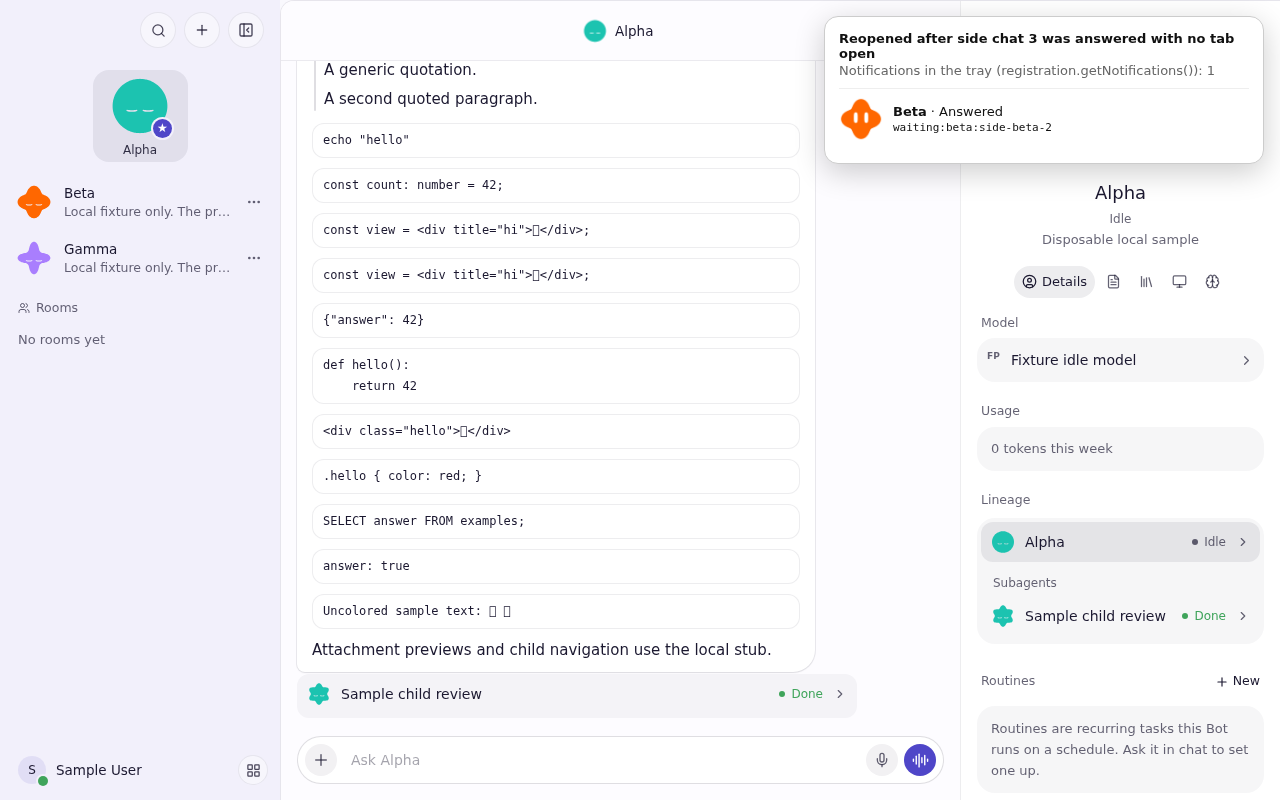 Alpha
Beta
Local fixture only. The pr…
Gamma
Local fixture only. The pr…
Rooms
No rooms yet
S
Sample User
Alpha
A generic quotation.
A second quoted paragraph.
echo "hello"
const count: number = 42;
const view = <div title="hi">▯</div>;
const view = <div title="hi">▯</div>;
{"answer": 42}
def hello():
    return 42
<div class="hello">▯</div>
.hello { color: red; }
SELECT answer FROM examples;
answer: true
Uncolored sample text: ▯ ▯
Attachment previews and child navigation use the local stub.
Sample child review
Done
Ask Alpha
Reopened after side chat 3 was answered with no tab
open
Notifications in the tray (registration.getNotifications()): 1
Beta · Answered
waiting:beta:side-beta-2
Alpha
Idle
Disposable local sample
Details
Model
FP
Fixture idle model
Usage
0 tokens this week
Lineage
Alpha
Idle
Subagents
Sample child review
Done
Routines
New
Routines are recurring tasks this Bot
runs on a schedule. Ask it in chat to set
one up.